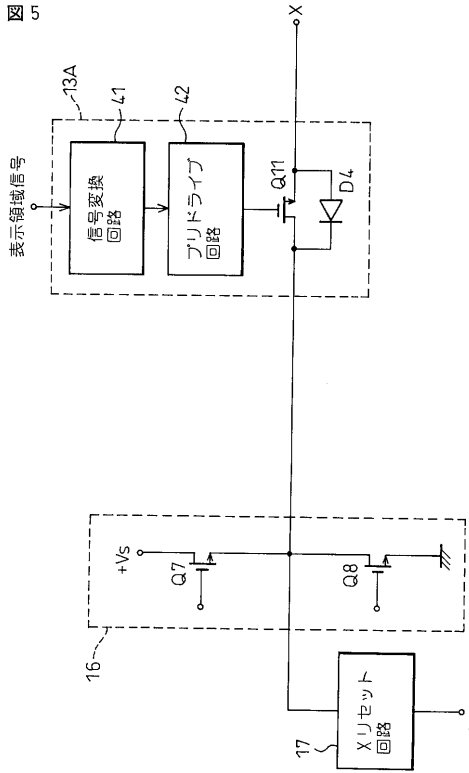 図 5
表示領域信号
13A
41
信号変換
回路
42
プリドライブ
回路
Q11
D4
X
16
+Vs
Q7
Q8
17
Xリセット
回路